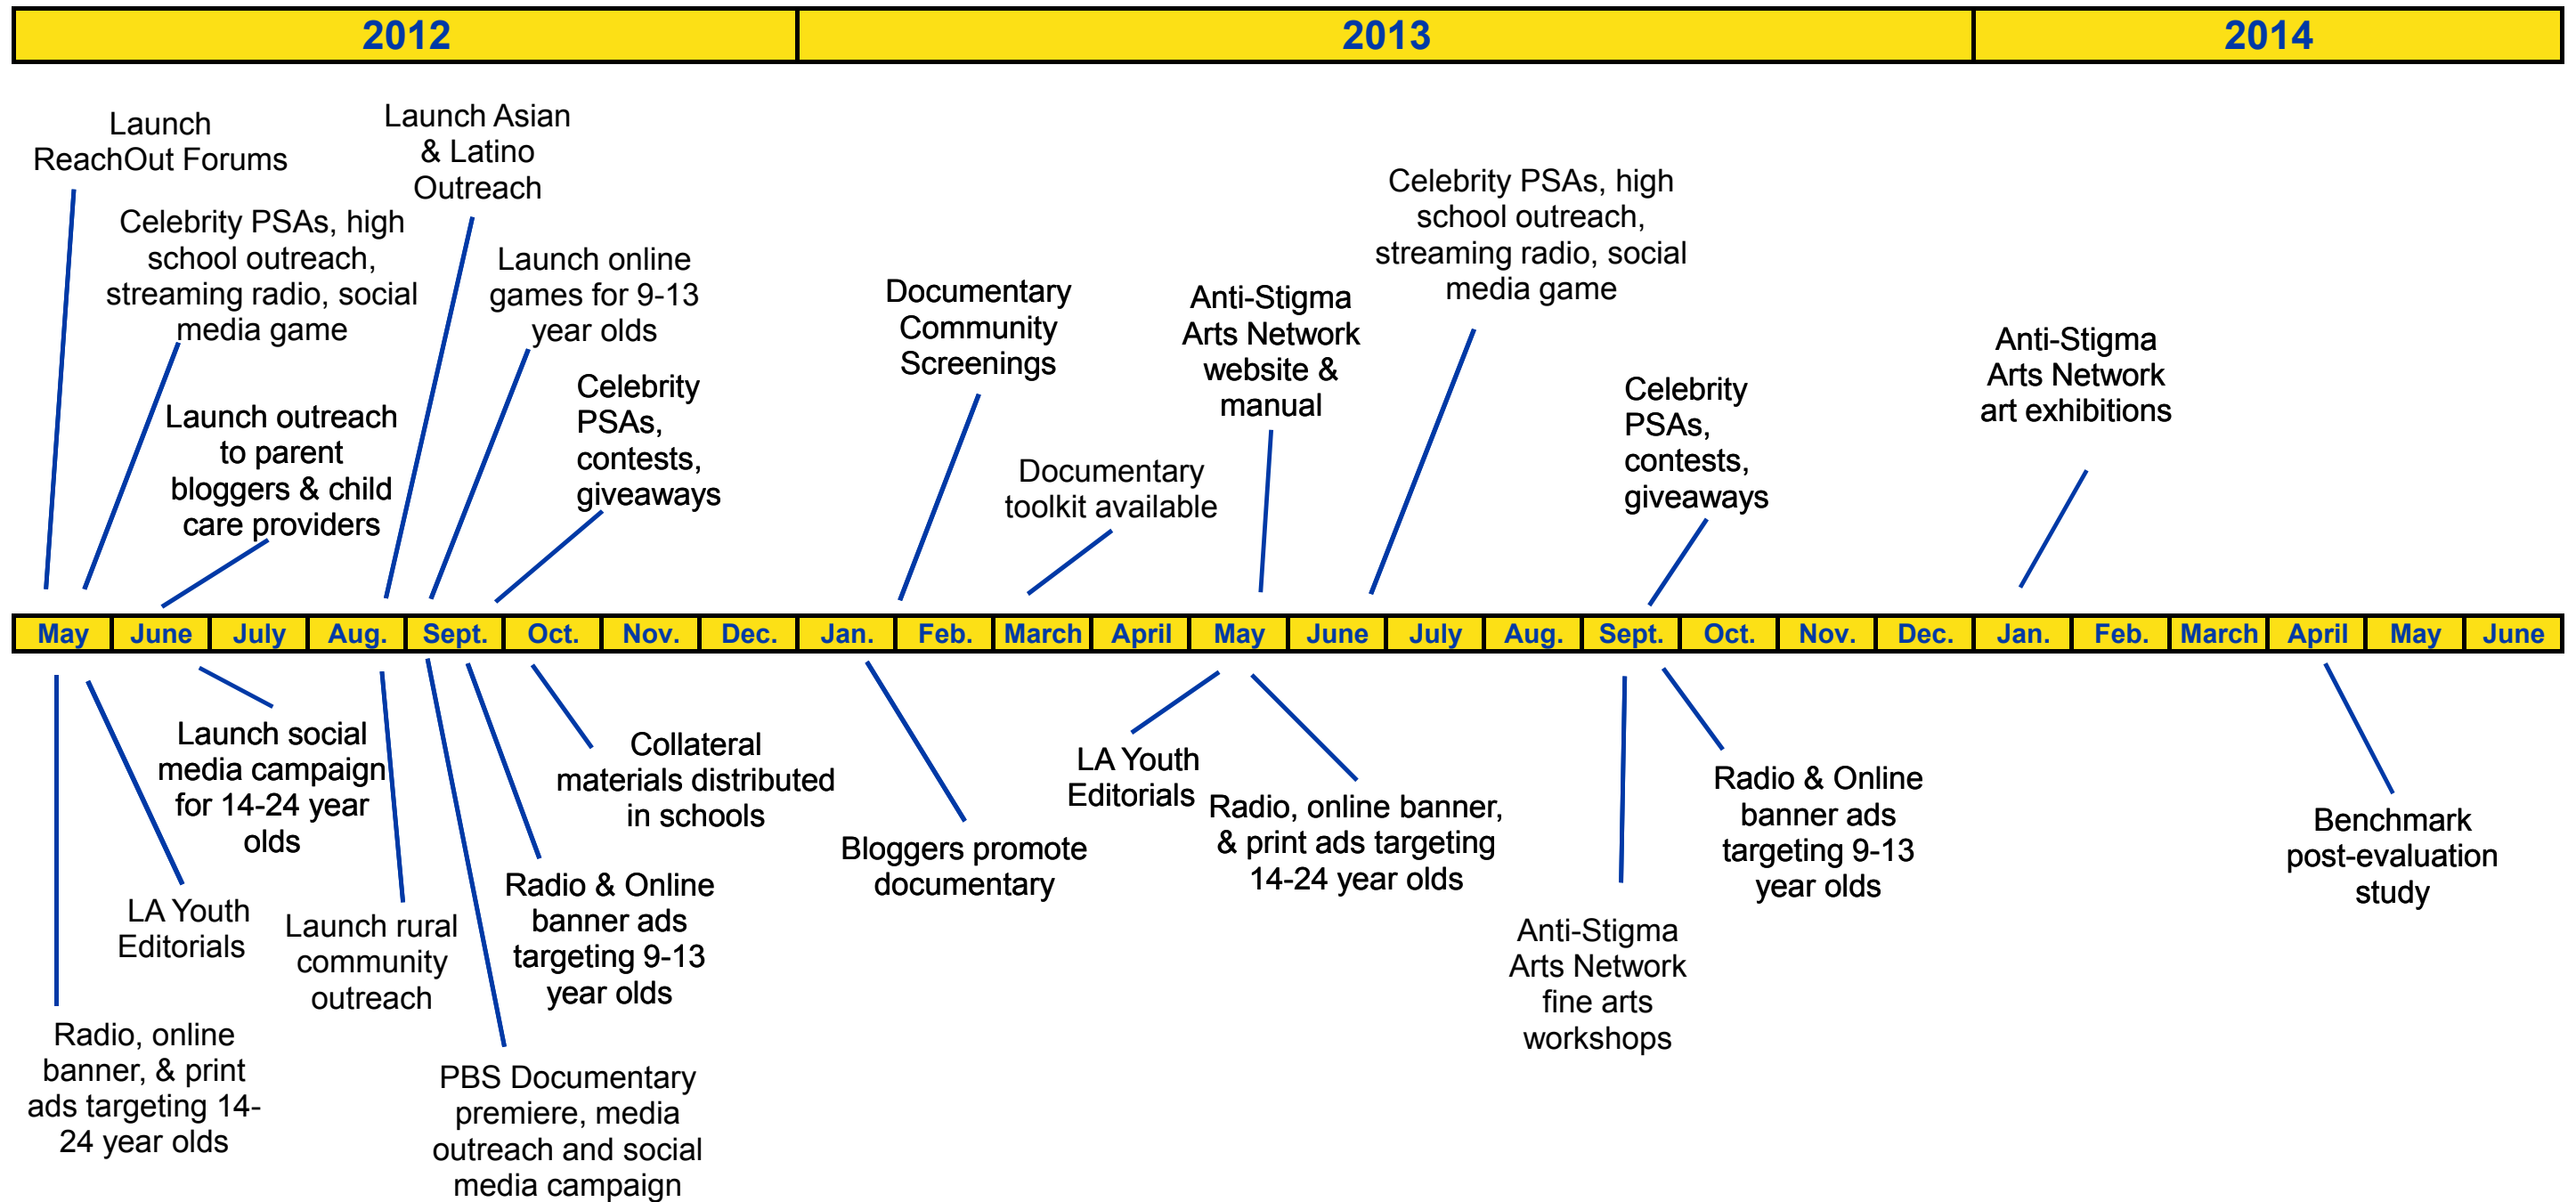 2012
2013
2014
Launch
ReachOut Forums
Celebrity PSAs, high
school outreach,
streaming radio, social
media game
Launch outreach
to parent
bloggers & child
care providers
Launch Asian
& Latino
Outreach
Launch online
games for 9-13
year olds
Celebrity
PSAs,
contests,
giveaways
Documentary
Community
Screenings
Documentary
toolkit available
Anti-Stigma
Arts Network
website &
manual
Celebrity PSAs, high
school outreach,
streaming radio, social
media game
Celebrity
PSAs,
contests,
giveaways
Anti-Stigma
Arts Network
art exhibitions
May June July Aug. Sept. Oct. Nov. Dec. Jan. Feb. March April May June July Aug. Sept. Oct. Nov. Dec. Jan. Feb. March April May June
Radio, online
banner, & print
ads targeting 14-
24 year olds
LA Youth
Editorials
Launch social
media campaign
for 14-24 year
olds
Launch rural
community
outreach
PBS Documentary
premiere, media
outreach and social
media campaign
Radio & Online
banner ads
targeting 9-13
year olds
Collateral
materials distributed
in schools
Bloggers promote
documentary
LA Youth
Editorials
Radio, online banner,
& print ads targeting
14-24 year olds
Anti-Stigma
Arts Network
fine arts
workshops
Radio & Online
banner ads
targeting 9-13
year olds
Benchmark
post-evaluation
study